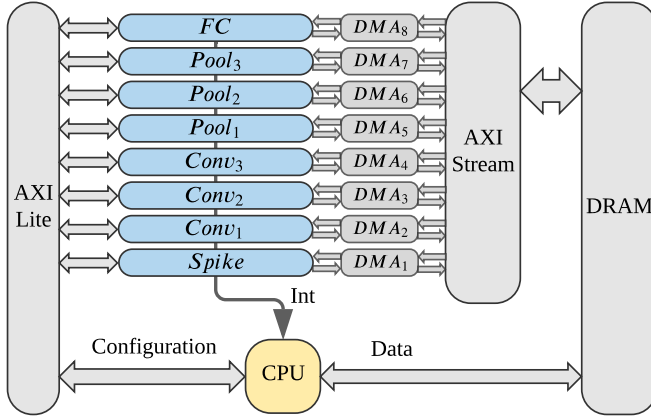 FC
DMA₈
Pool₃
DMA₇
Pool₂
DMA₆
Pool₁
DMA₅
Conv₃
DMA₄
Conv₂
DMA₃
Conv₁
DMA₂
Spike
DMA₁
AXI
Lite
AXI
Stream
DRAM
Int
Configuration
CPU
Data